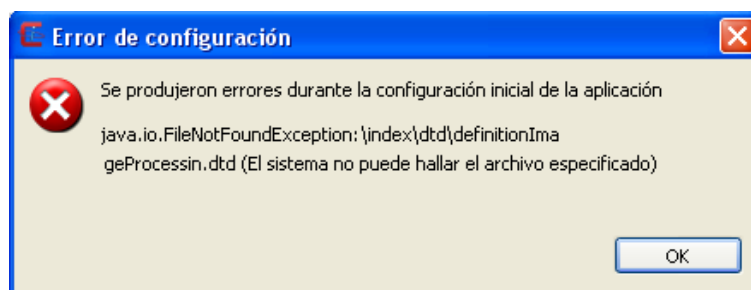 Error de configuración
Se produjeron errores durante la configuración inicial de la aplicación
java.io.FileNotFoundException:\index\dtd\definitionIma
geProcessin.dtd (El sistema no puede hallar el archivo especificado)
OK